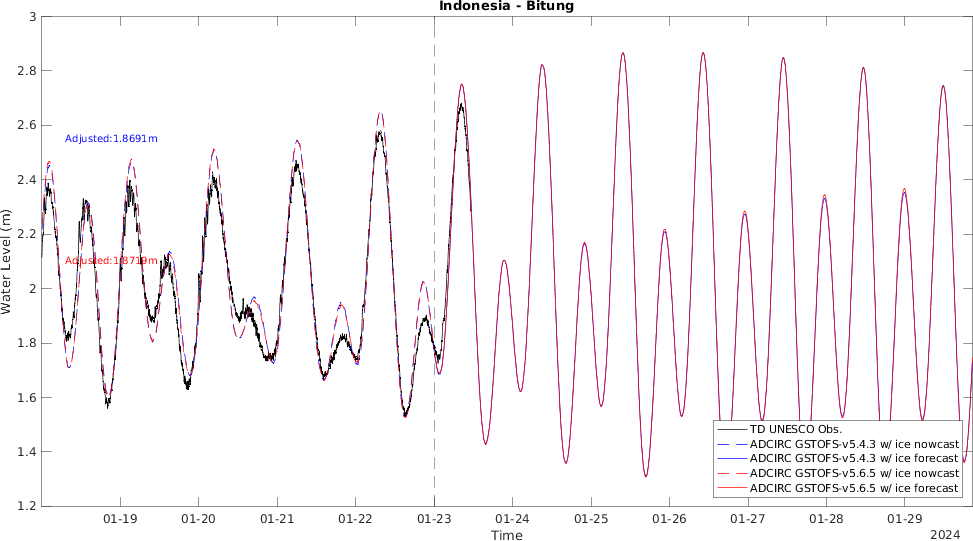 Indonesia - Bitung
Water Level (m)
3
2.8
2.6
2.4
2.2
2
1.8
1.6
1.4
1.2
Adjusted:1.8691m
Adjusted:1.8719m
TD UNESCO Obs.
ADCIRC GSTOFS-v5.4.3 w/ ice nowcast
ADCIRC GSTOFS-v5.4.3 w/ ice forecast
ADCIRC GSTOFS-v5.6.5 w/ ice nowcast
ADCIRC GSTOFS-v5.6.5 w/ ice forecast
01-19 01-20 01-21 01-22 01-23 01-24 01-25 01-26 01-27 01-28 01-29
Time
2024